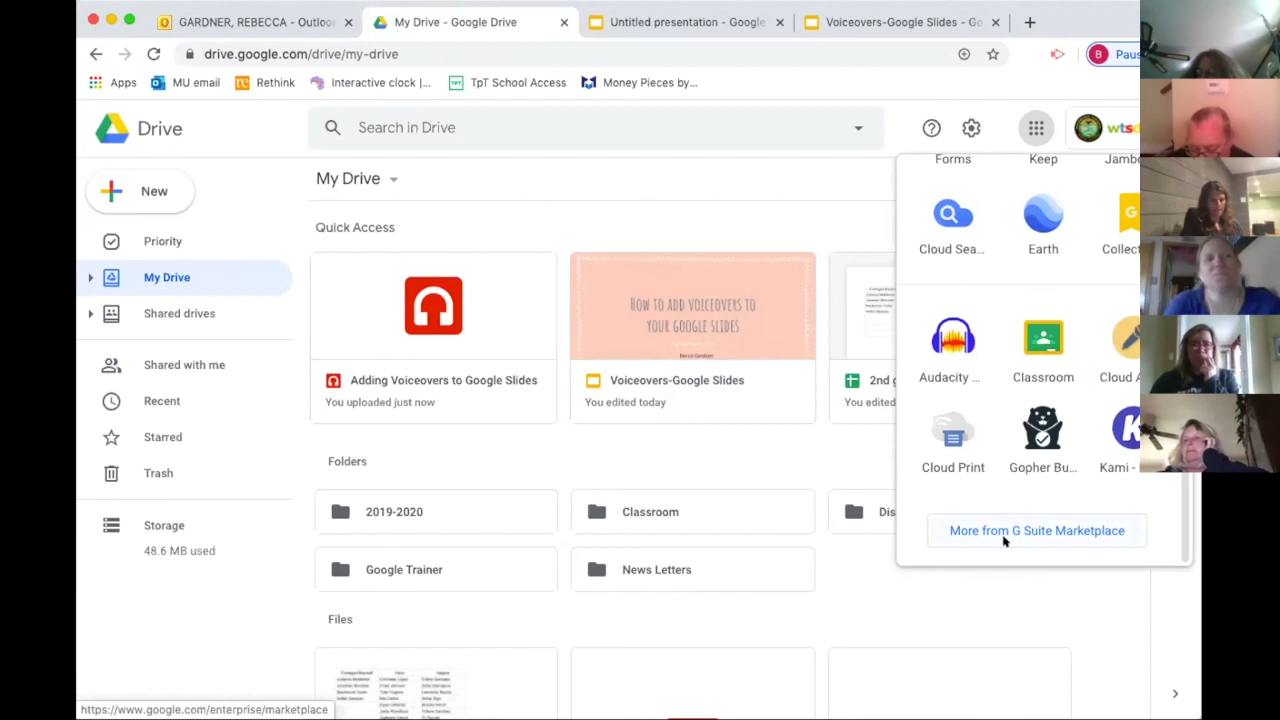 GARDNER, REBECCA - Outloo
My Drive - Google Drive
Untitled presentation - Google
Voiceovers-Google Slides - Go
drive.google.com/drive/my-drive
B
Paus
Apps
MU email
Rethink
Interactive clock |...
TpT School Access
Money Pieces by...
Drive
Search in Drive
wtsd
New
My Drive
Forms
Keep
Jambo
Priority
Quick Access
Cloud Sea...
Earth
Collect
My Drive
Shared drives
HOW TO ADD VOICEOVERS TO
YOUR GOOGLE SLIDES
Becca Gardner
Shared with me
Adding Voiceovers to Google Slides
Voiceovers-Google Slides
2nd g
Audacity ...
Classroom
Cloud A
You uploaded just now
You edited today
You edited
Recent
Starred
Folders
Cloud Print
Gopher Bu...
Kami -
Trash
2019-2020
Classroom
Dis
Storage
More from G Suite Marketplace
48.6 MB used
Google Trainer
News Letters
Files
https://www.google.com/enterprise/marketplace